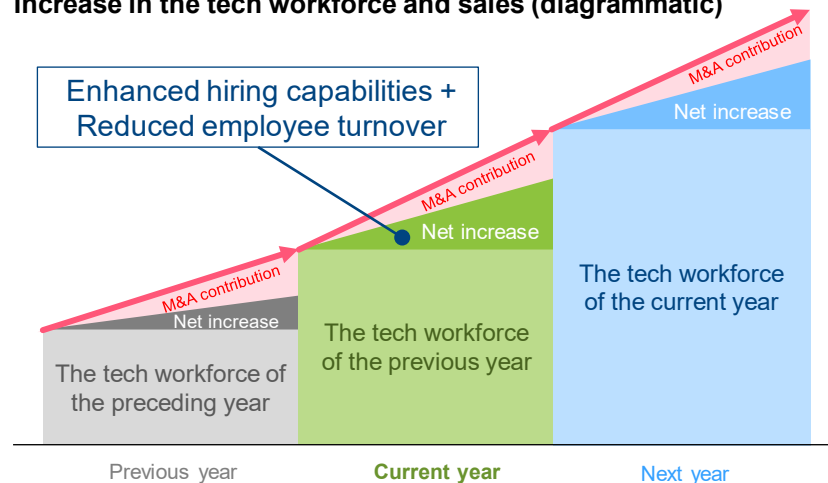 Increase in the tech workforce and sales (diagrammatic)
Enhanced hiring capabilities +
Reduced employee turnover
M&A contribution
Net increase
The tech workforce of
the preceding year
M&A contribution
Net increase
The tech workforce
of the previous year
M&A contribution
Net increase
The tech workforce
of the current year
Previous year
Current year
Next year